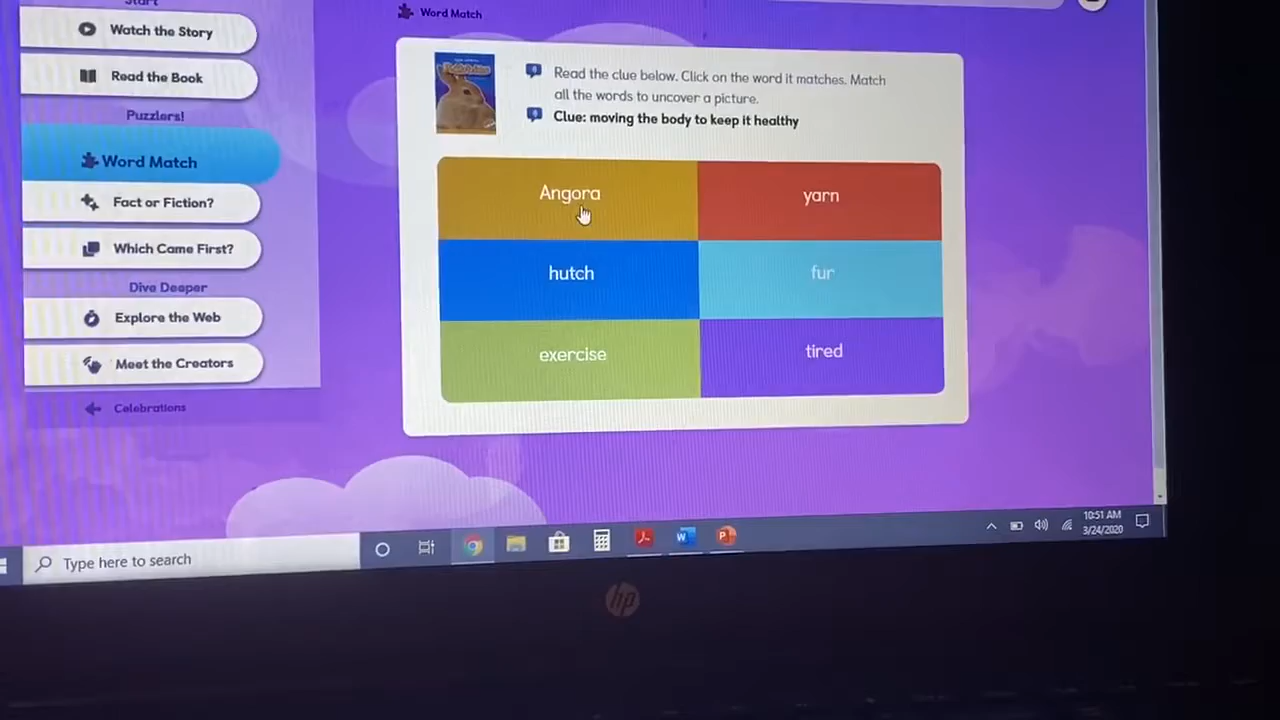 Start
Watch the Story
Read the Book
Puzzlers!
Word Match
Fact or Fiction?
Which Came First?
Dive Deeper
Explore the Web
Meet the Creators
Celebrations
Word Match
Read the clue below. Click on the word it matches. Match
all the words to uncover a picture.
Clue: moving the body to keep it healthy
Angora
yarn
hutch
fur
exercise
tired
Type here to search
10:51 AM
3/24/2020
hp